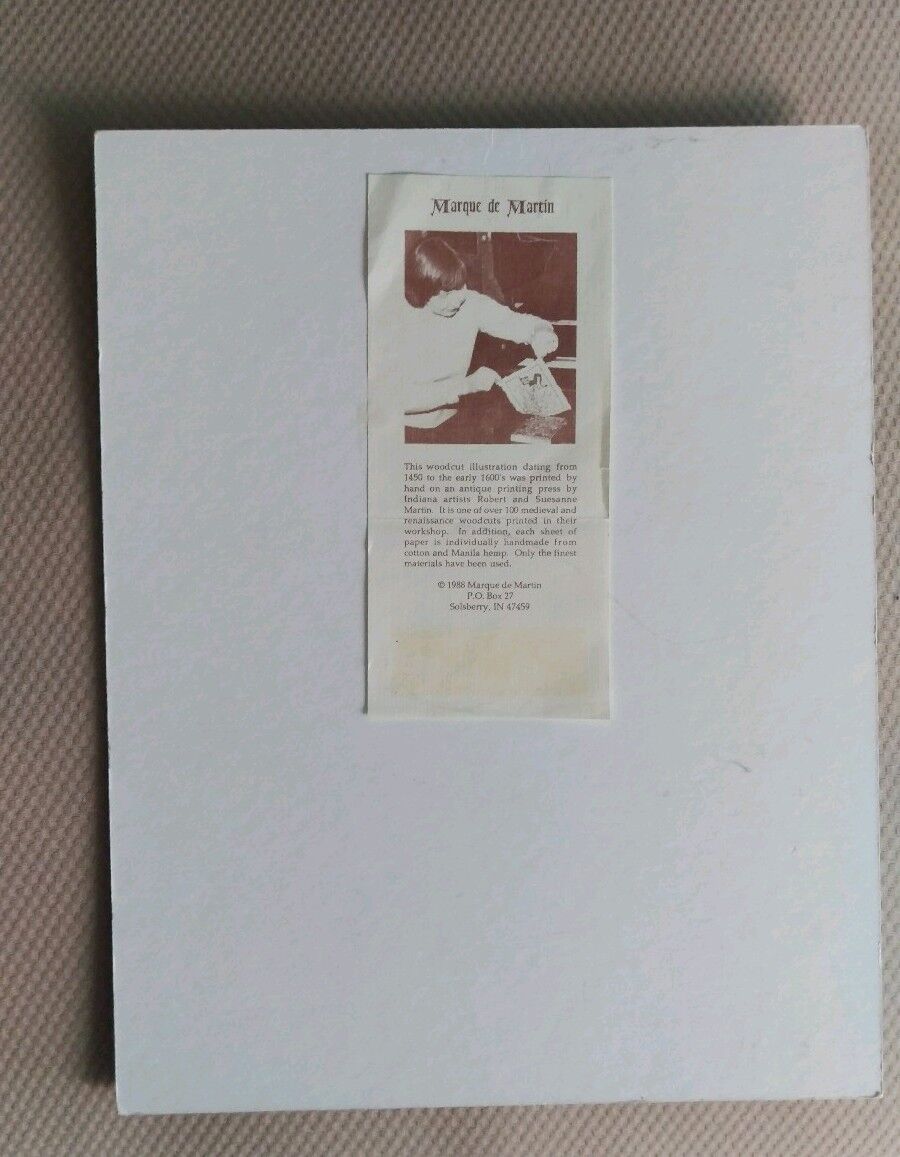 Marque de Martin
This woodcut illustration dating from
1450 to the early 1600's was printed by
hand on an antique printing press by
Indiana artists Robert and Suesanne
Martin. It is one of over 100 medieval and
renaissance woodcuts printed in their
workshop. In addition, each sheet of
paper is individually handmade from
cotton and Manila hemp. Only the finest
materials have been used.
© 1988 Marque de Martin
P.O. Box 27
Solsberry, IN 47459